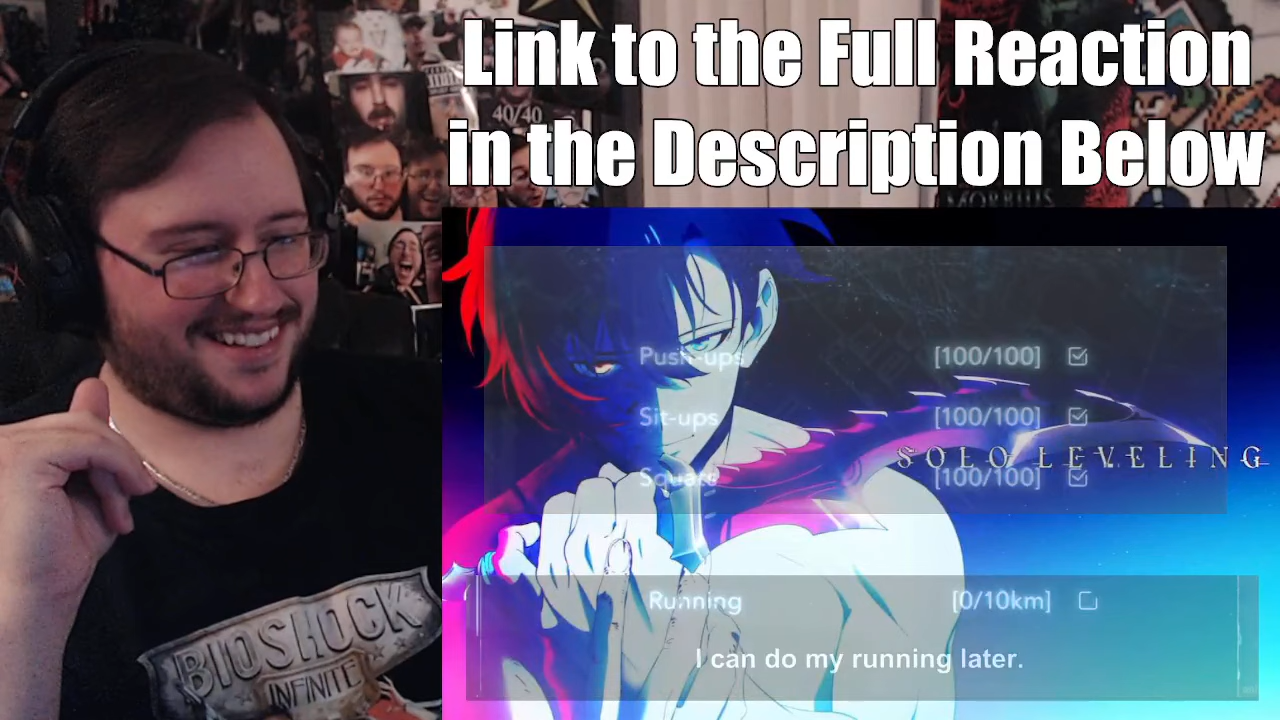 Link to the Full Reaction
in the Description Below
40/40
MORBIUS
Push-ups [100/100]
Sit-ups [100/100]
SOLO LEVELING
Squats [100/100]
Running [0/10km]
I can do my running later.
BIOSHOCK
INFINITE